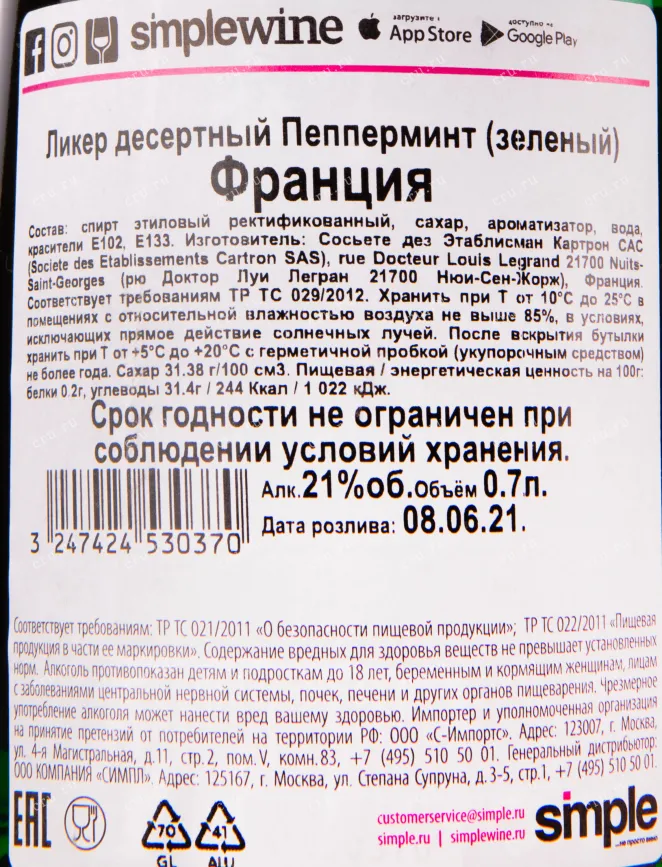 simplewine загрузите в App Store доступно на Google Play
Ликер десертный Пепперминт (зеленый)
Франция
Состав: спирт этиловый ректификованный, сахар, ароматизатор, вода,
красители Е102, Е133. Изготовитель: Сосьете дез Этаблисман Картрон САС
(Societe des Etablissements Cartron SAS), rue Docteur Louis Legrand 21700 Nuits-
Saint-Georges (рю Доктор Луи Легран 21700 Нюи-Сен-Жорж), Франция.
Соответствует требованиям ТР ТС 029/2012. Хранить при Т от 10°С до 25°С в
помещениях с относительной влажностью воздуха не выше 85%, в условиях,
исключающих прямое действие солнечных лучей. После вскрытия бутылки
хранить при Т от +5°С до +20°С с герметичной пробкой (укупорочным средством)
не более года. Сахар 31.38 г/100 см3. Пищевая / энергетическая ценность на 100г:
белки 0.2г, углеводы 31.4г / 244 Ккал / 1 022 кДж.
Срок годности не ограничен при
соблюдении условий хранения.
Алк. 21%об. Объём 0.7л.
Дата розлива: 08.06.21.
3 247424 530370
Соответствует требованиям: ТР ТС 021/2011 «О безопасности пищевой продукции»; ТР ТС 022/2011 «Пищевая
продукция в части ее маркировки». Содержание вредных для здоровья веществ не превышает установленных
норм. Алкоголь противопоказан детям и подросткам до 18 лет, беременным и кормящим женщинам, лицам
с заболеваниями центральной нервной системы, почек, печени и других органов пищеварения. Чрезмерное
употребление алкоголя может нанести вред вашему здоровью. Импортер и уполномоченная организация
на принятие претензий от потребителей на территории РФ: ООО «С-Импортс». Адрес: 123007, г. Москва,
ул. 4-я Магистральная, д.11, стр.2, пом.V, комн.83, +7 (495) 510 50 01. Генеральный дистрибьютор:
ООО КОМПАНИЯ «СИМПЛ». Адрес: 125167, г. Москва, ул. Степана Супруна, д.3-5, стр.1, +7 (495) 510 50 01.
EAC
70 41
GL ALU
customerservice@simple.ru
simple.ru | simplewine.ru
simple
...не просто вино